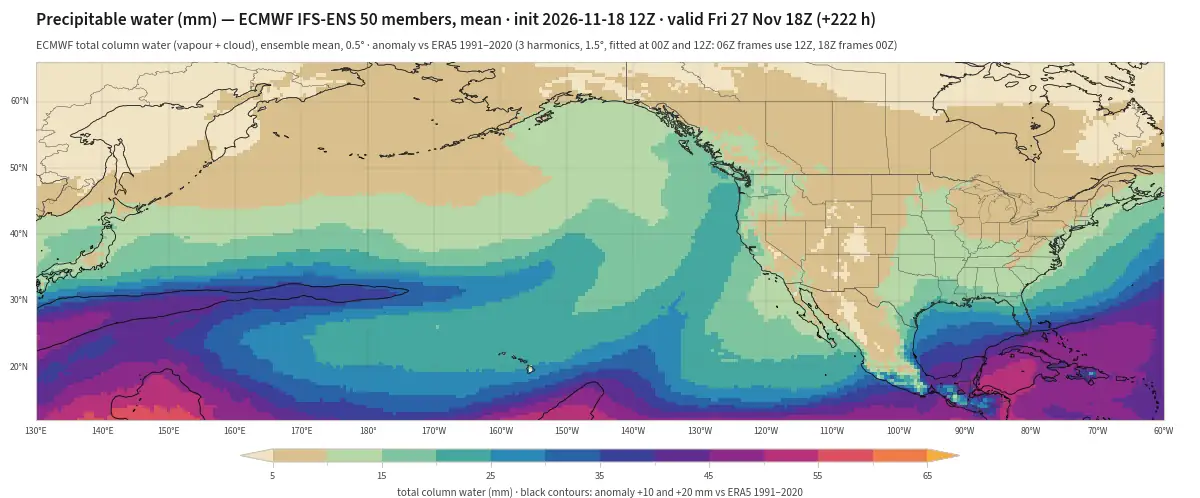 Precipitable water (mm) — ECMWF IFS-ENS 50 members, mean · init 2026-11-18 12Z · valid Fri 27 Nov 18Z (+222 h)
ECMWF total column water (vapour + cloud), ensemble mean, 0.5° · anomaly vs ERA5 1991–2020 (3 harmonics, 1.5°, fitted at 00Z and 12Z: 06Z frames use 12Z, 18Z frames 00Z)
60°N
50°N
40°N
30°N
20°N
130°E 140°E 150°E 160°E 170°E 180° 170°W 160°W 150°W 140°W 130°W 120°W 110°W 100°W 90°W 80°W 70°W 60°W
5 15 25 35 45 55 65
total column water (mm) · black contours: anomaly +10 and +20 mm vs ERA5 1991–2020